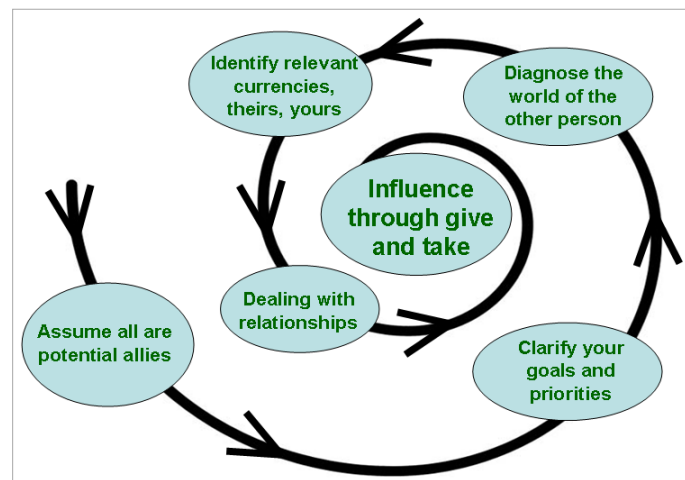 Assume all are
potential allies
Clarify your
goals and
priorities
Diagnose the
world of the
other person
Identify relevant
currencies,
theirs, yours
Dealing with
relationships
Influence
through give
and take